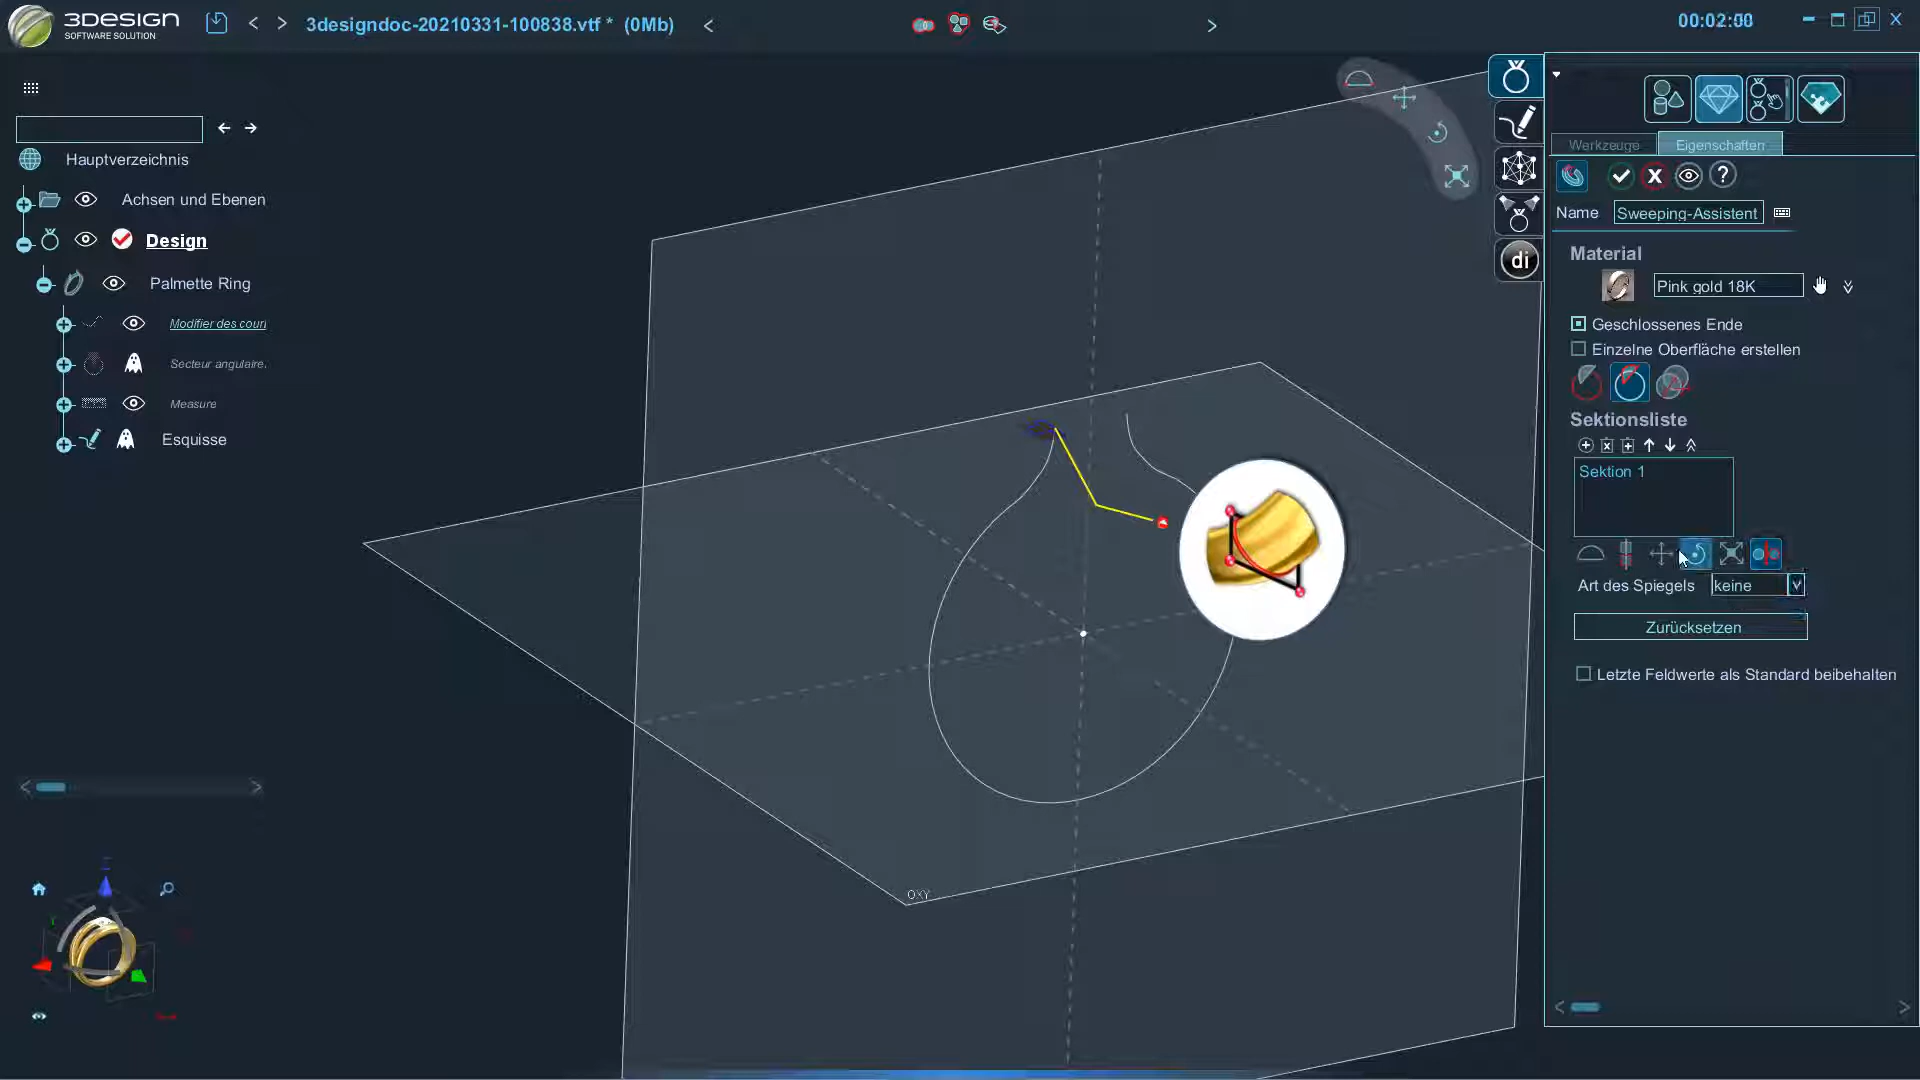 3DESIGN
SOFTWARE SOLUTION
3designdoc-20210331-100838.vtf * (0Mb)
00:02:00
Hauptverzeichnis
Achsen und Ebenen
Design
Palmette Ring
Modifier des cour
Secteur angulaire.
Measure
Esquisse
OXY
di
Werkzeuge
Eigenschaften
Name
Sweeping-Assistent
Material
Pink gold 18K
Geschlossenes Ende
Einzelne Oberfläche erstellen
Sektionsliste
Sektion 1
Art des Spiegels
keine
Zurücksetzen
Letzte Feldwerte als Standard beibehalten